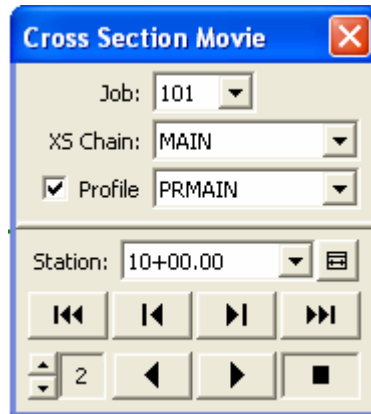 Cross Section Movie
Job: 101
XS Chain: MAIN
Profile PRMAIN
Station: 10+00.00
2